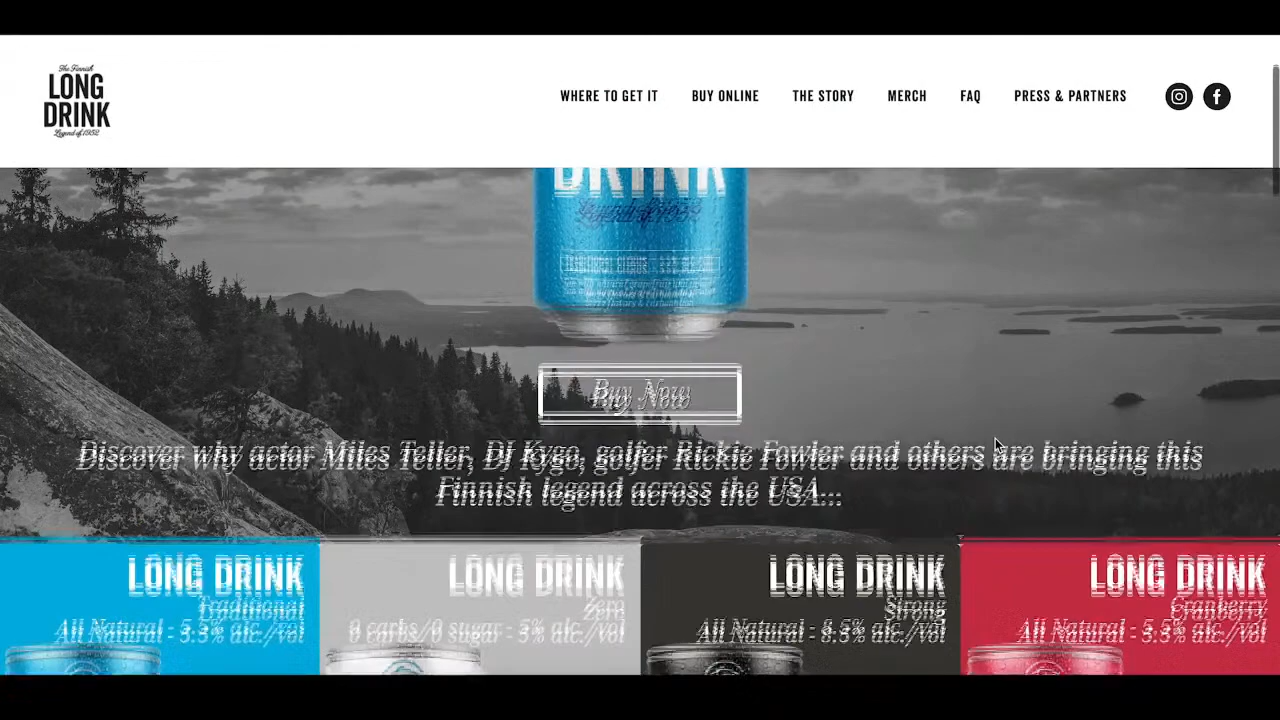 The Finnish
LONG
DRINK
Legend of 1952
WHERE TO GET IT
BUY ONLINE
THE STORY
MERCH
FAQ
PRESS & PARTNERS
DRINK
Buy Now
Discover why actor Miles Teller, DJ Kygo, golfer Rickie Fowler and others are bringing this
Finnish legend across the USA...
LONG DRINK
Traditional
All Natural - 5.5% alc./vol
LONG DRINK
Zero
0 carbs/0 sugar - 5% alc./vol
LONG DRINK
Strong
All Natural - 8.5% alc./vol
LONG DRINK
Cranberry
All Natural - 5.5% alc./vol